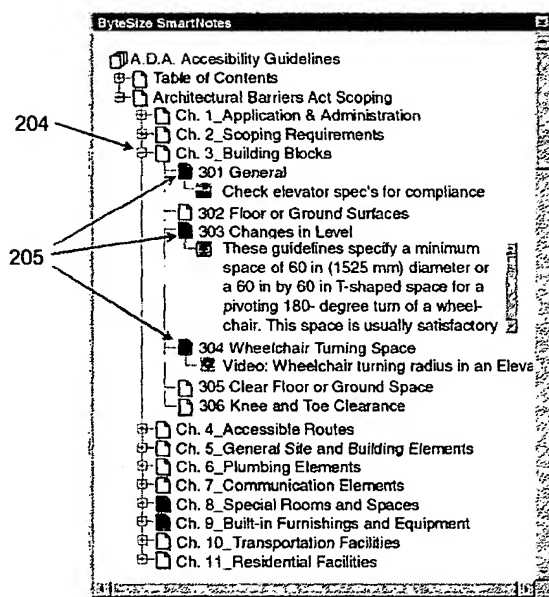 ByteSize SmartNotes
A.D.A. Accesibility Guidelines
Table of Contents
Architectural Barriers Act Scoping
204
Ch. 1_Application & Administration
Ch. 2_Scoping Requirements
Ch. 3_Building Blocks
301 General
Check elevator spec's for compliance
302 Floor or Ground Surfaces
205
303 Changes in Level
These guidelines specify a minimum
space of 60 in (1525 mm) diameter or
a 60 in by 60 in T-shaped space for a
pivoting 180- degree turn of a wheel-
chair. This space is usually satisfactory
304 Wheelchair Turning Space
Video: Wheelchair turning radius in an Eleva
305 Clear Floor or Ground Space
306 Knee and Toe Clearance
Ch. 4_Accessible Routes
Ch. 5_General Site and Building Elements
Ch. 6_Plumbing Elements
Ch. 7_Communication Elements
Ch. 8_Special Rooms and Spaces
Ch. 9_Built-in Furnishings and Equipment
Ch. 10_Transportation Facilities
Ch. 11_Residential Facilities